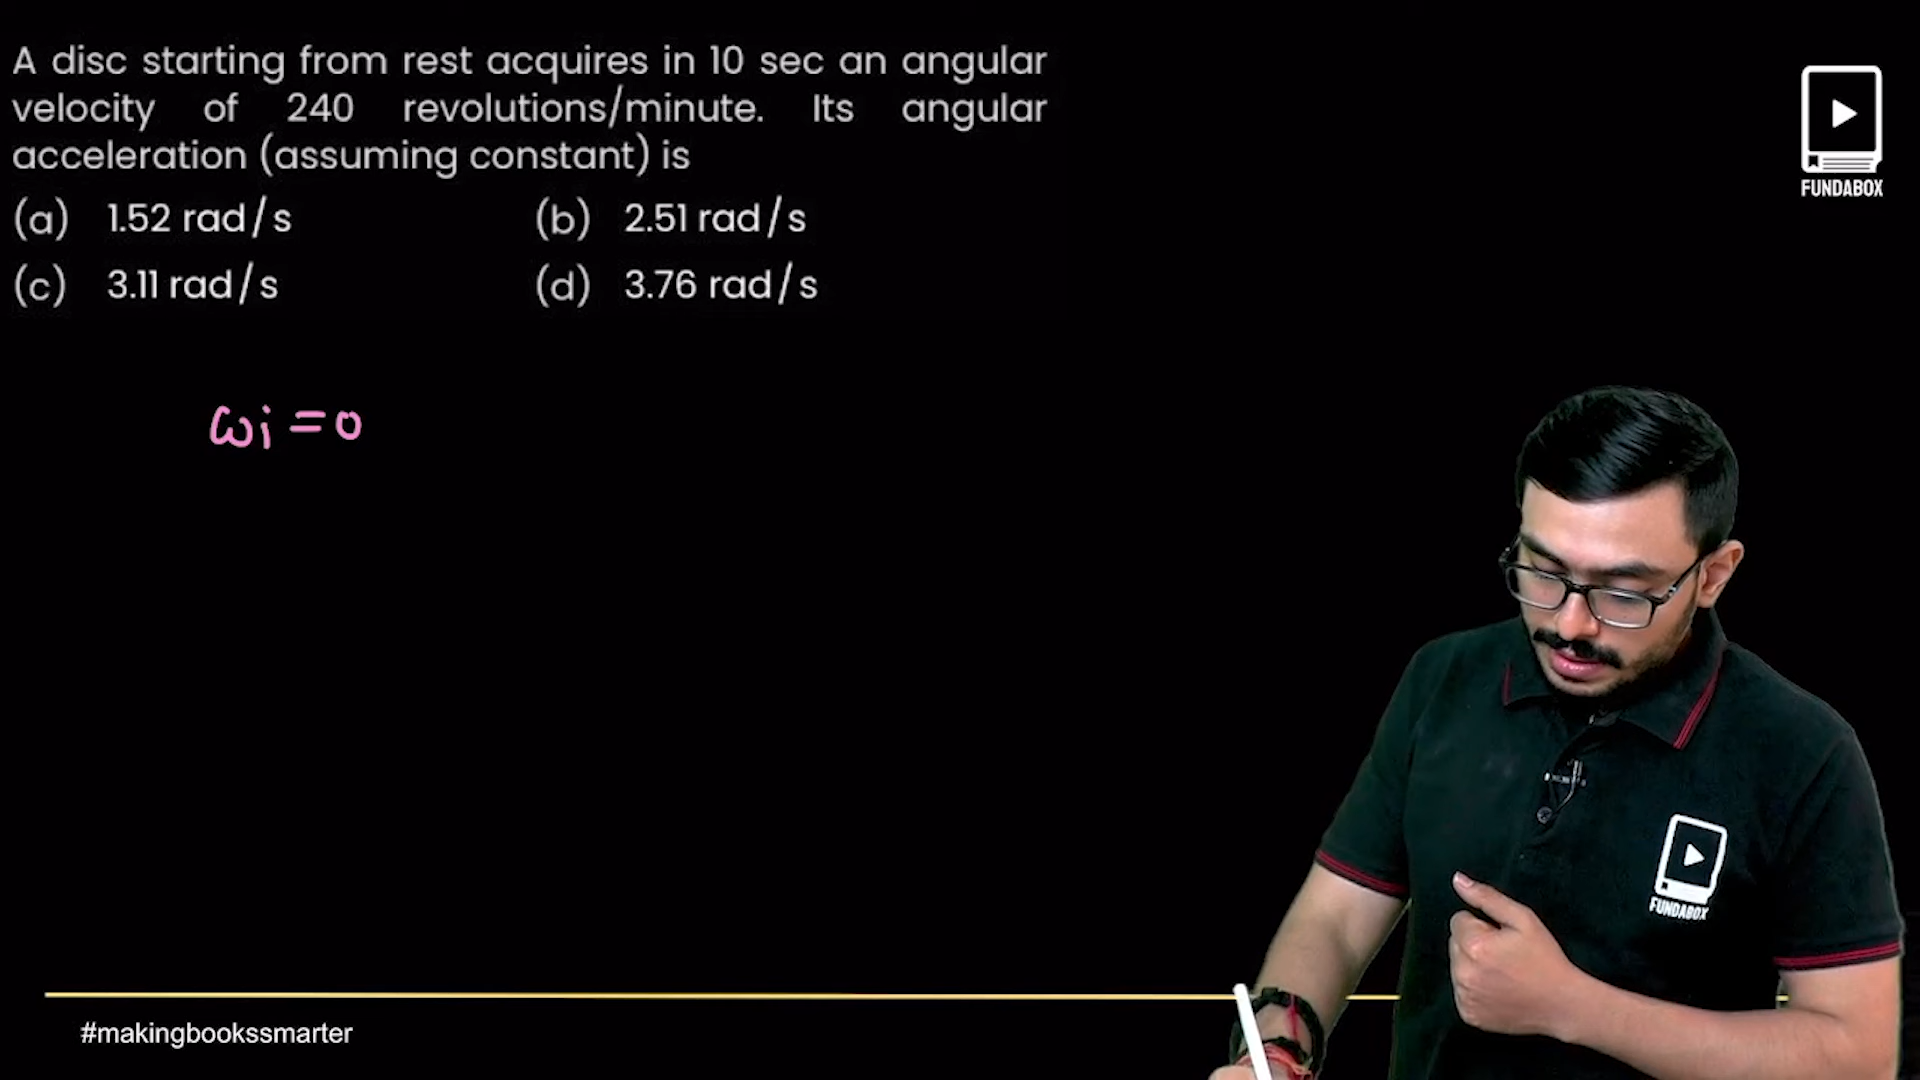 A disc starting from rest acquires in 10 sec an angular
velocity of 240 revolutions/minute. Its angular
acceleration (assuming constant) is
(a) 1.52 rad/s (b) 2.51 rad/s
(c) 3.11 rad/s (d) 3.76 rad/s
FUNDABOX
ωi = 0
FUNDABOX
#makingbookssmarter